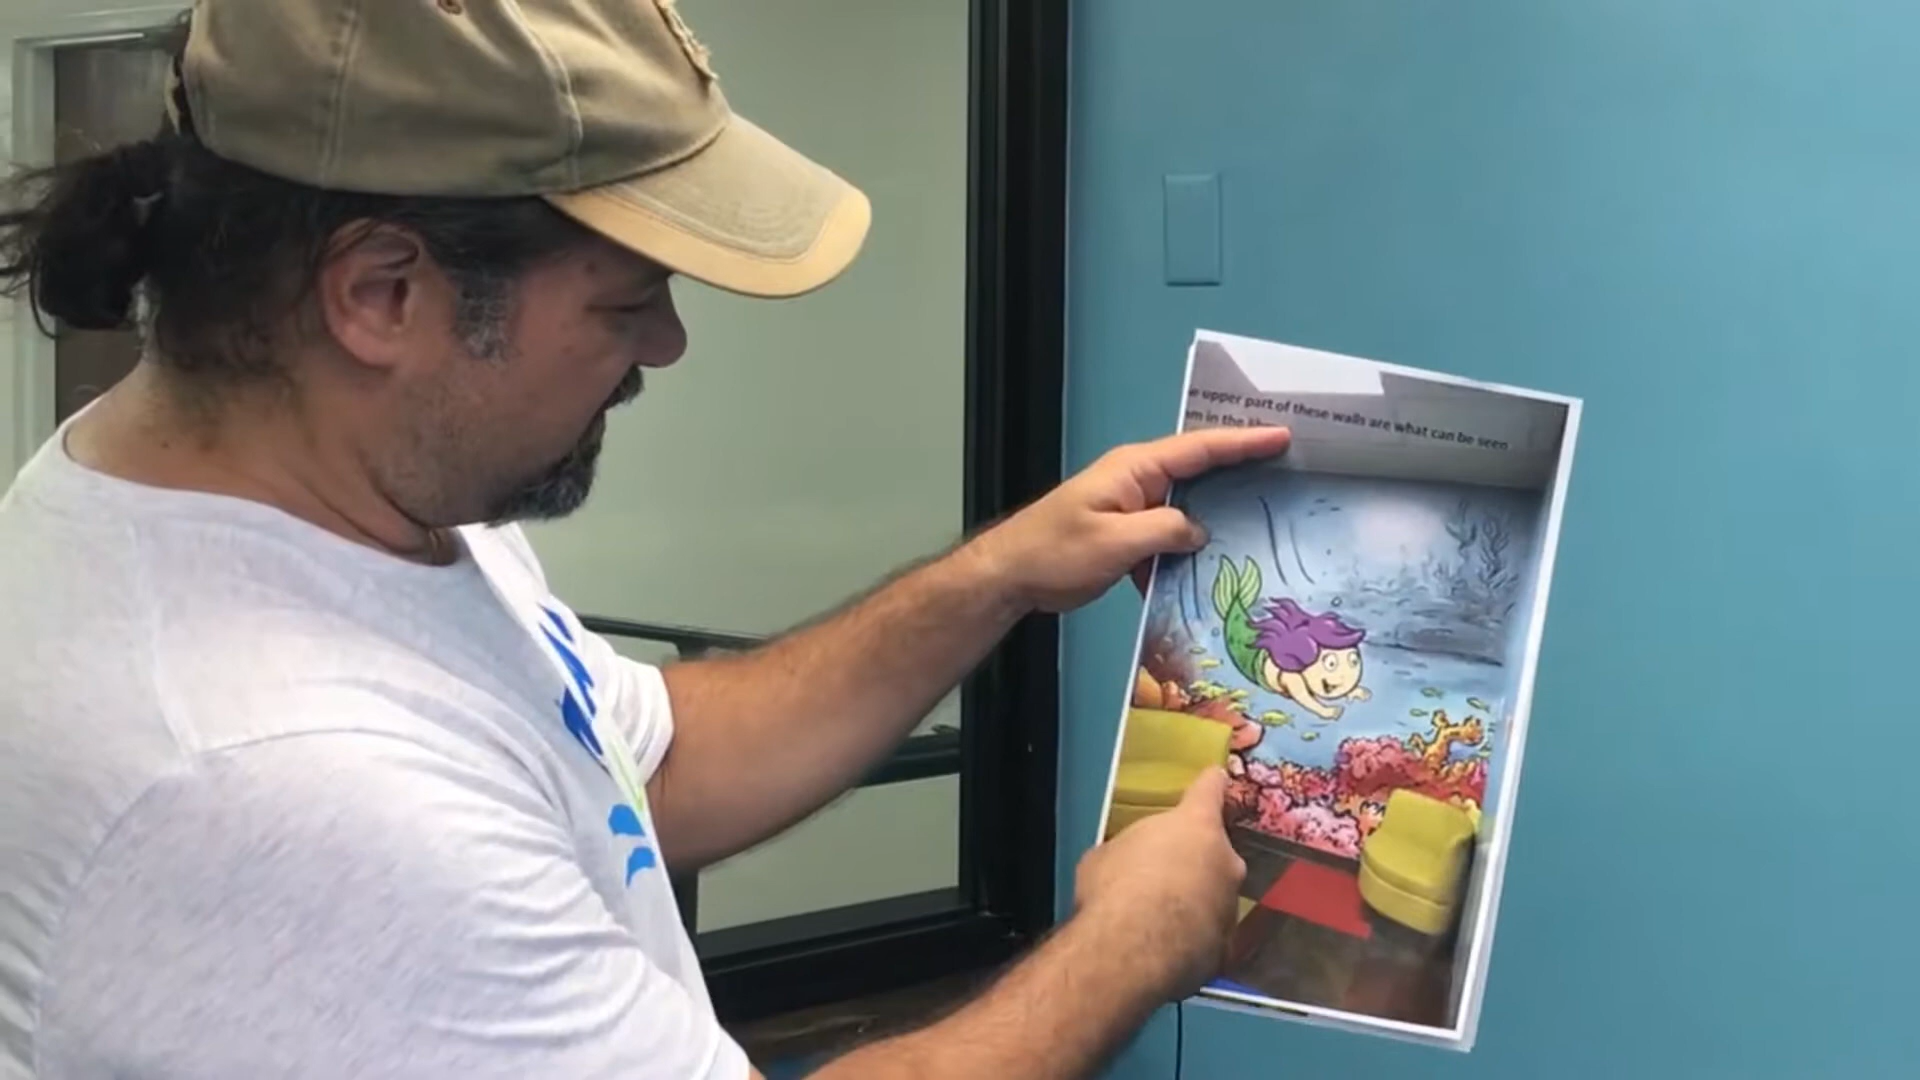 upper part of these walls are what can be seen
in the